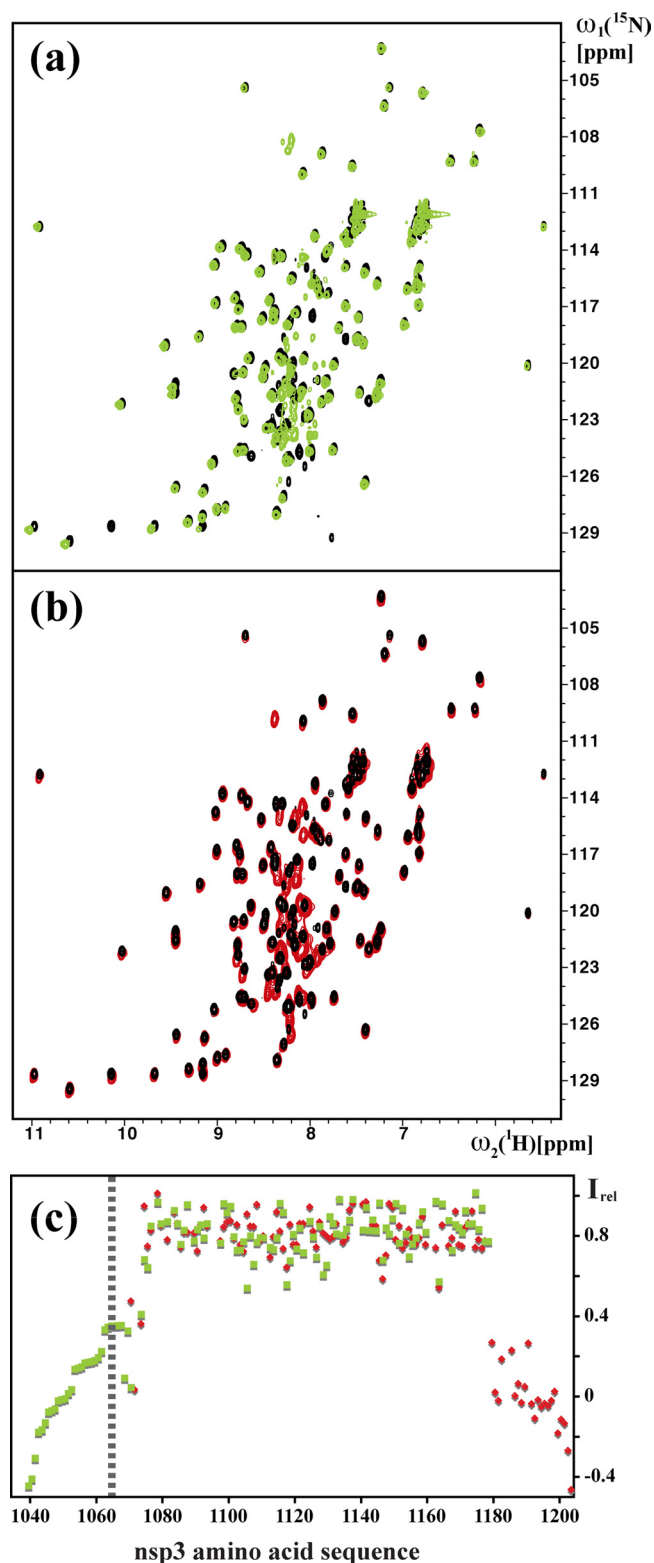 (a)
ω₁(¹⁵N)
[ppm]
105
108
111
114
117
120
123
126
129
(b)
105
108
111
114
117
120
123
126
129
11 10 9 8 7
ω₂(¹H)[ppm]
(c)
I rel
0.8
0.4
0
-0.4
1040 1060 1080 1100 1120 1140 1160 1180 1200
nsp3 amino acid sequence